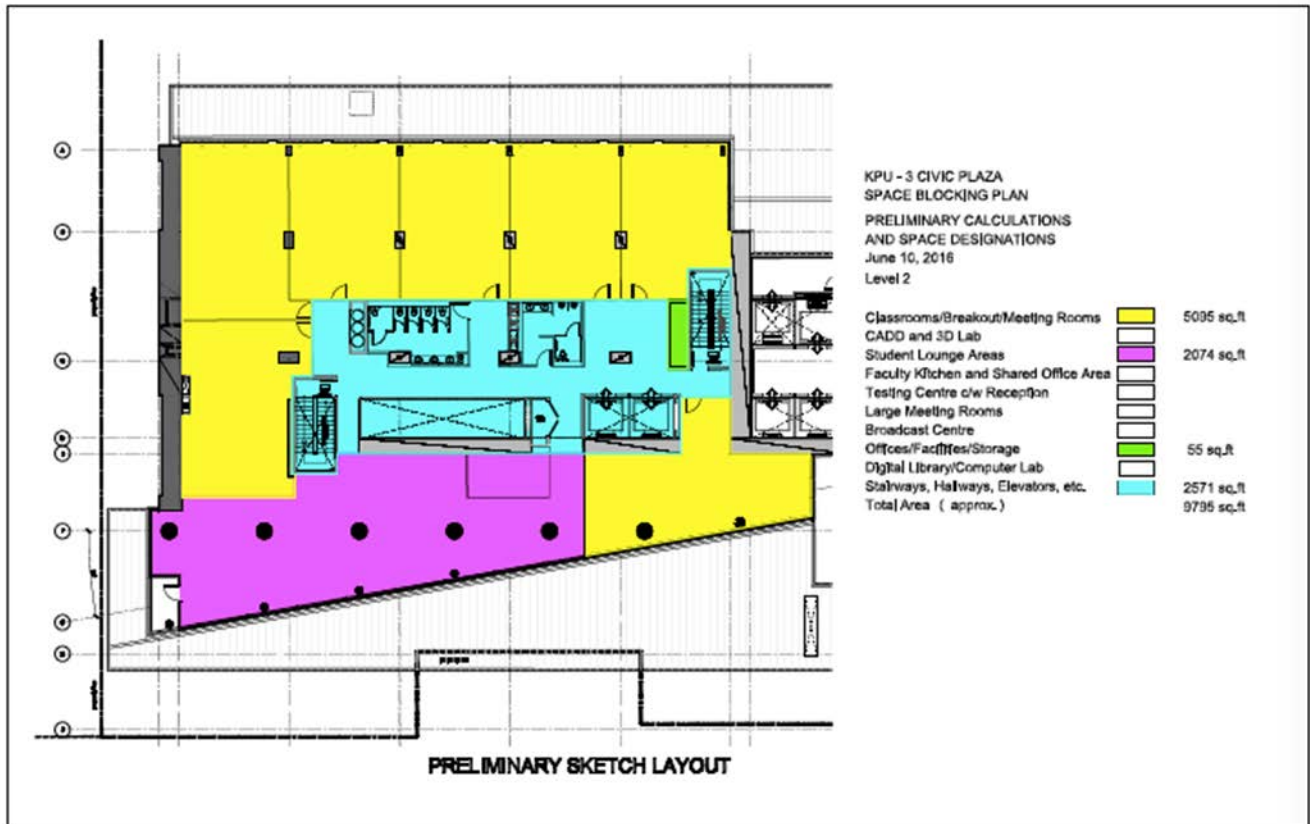 KPU - 3 CIVIC PLAZA
SPACE BLOCKING PLAN
PRELIMINARY CALCULATIONS
AND SPACE DESIGNATIONS
June 10, 2016
Level 2
Classrooms/Breakout/Meeting Rooms 5095 sq.ft
CADD and 3D Lab
Student Lounge Areas 2074 sq.ft
Faculty Kitchen and Shared Office Area
Testing Centre c/w Reception
Large Meeting Rooms
Broadcast Centre
Offices/Facilities/Storage 55 sq.ft
Digital Library/Computer Lab
Stairways, Hallways, Elevators, etc. 2571 sq.ft
Total Area ( approx. ) 9795 sq.ft
PRELIMINARY SKETCH LAYOUT